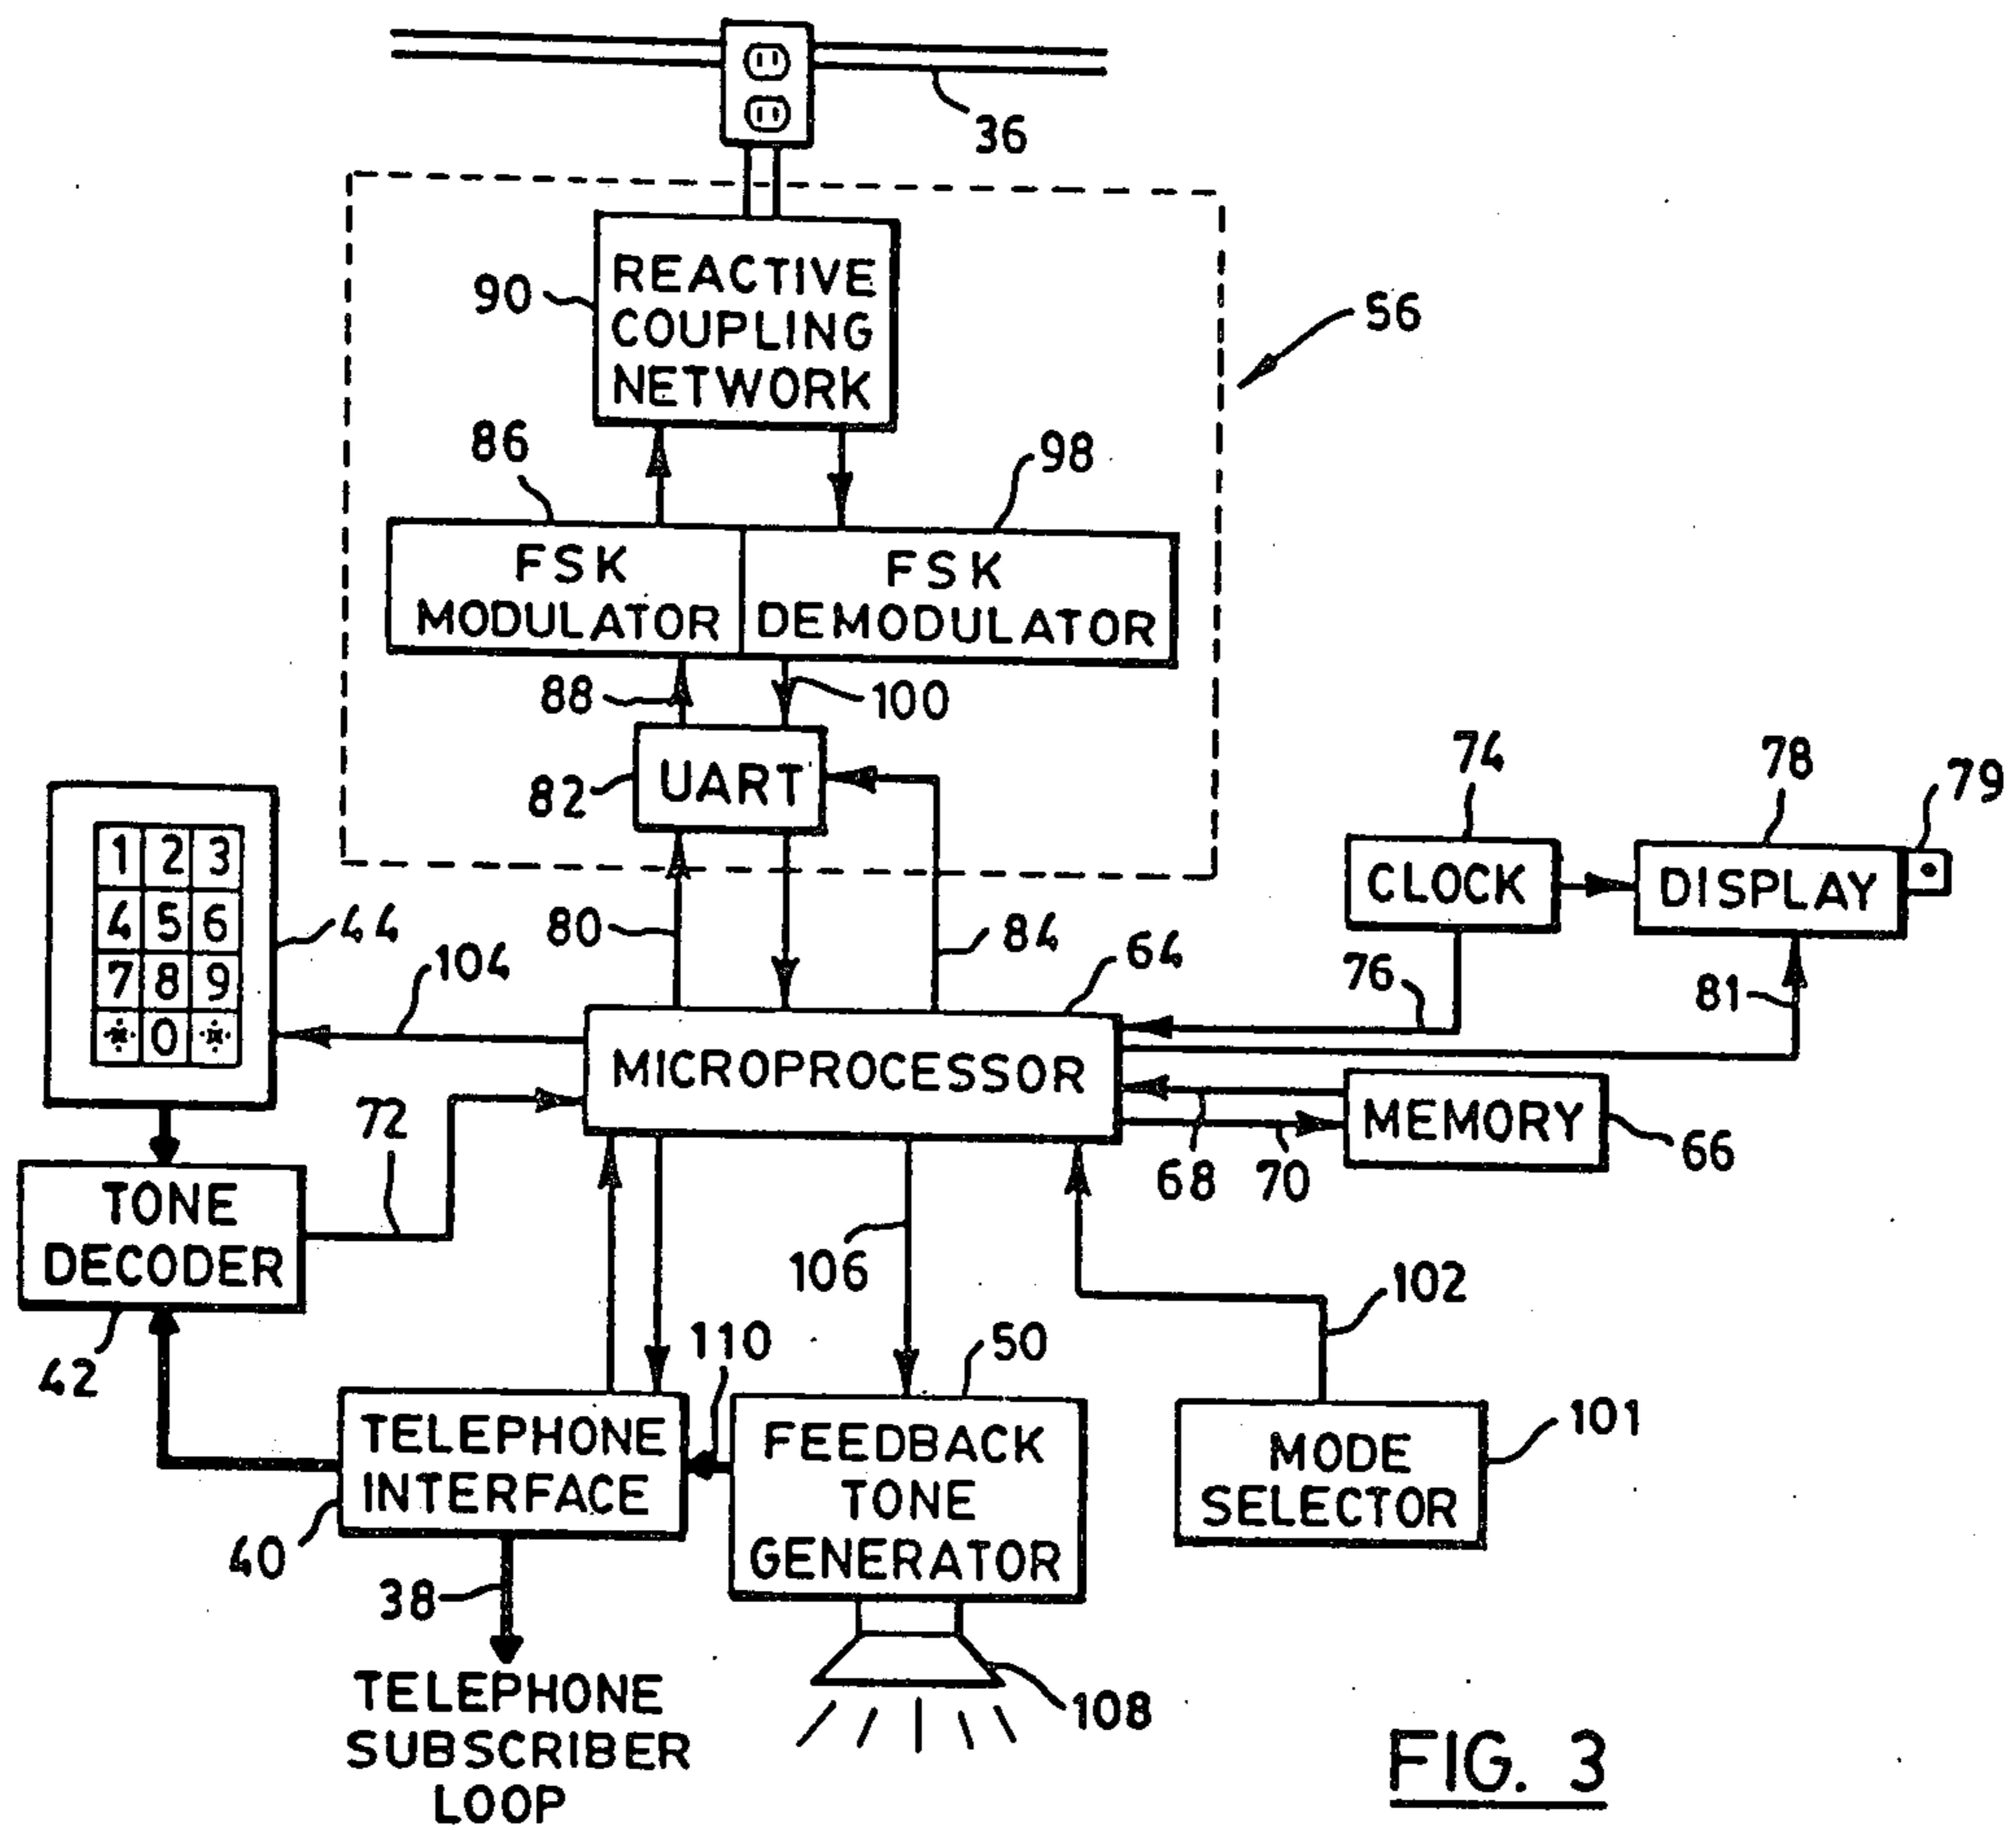 36
REACTIVE
COUPLING
NETWORK
90
56
86
98
FSK
MODULATOR
FSK
DEMODULATOR
88
100
UART
82
74
78
79
CLOCK
DISPLAY
1 2 3
4 5 6
7 8 9
* 0 *
44
104
80
84
64
76
81
MICROPROCESSOR
MEMORY
66
68
70
72
TONE
DECODER
42
106
102
110
50
101
TELEPHONE
INTERFACE
40
FEEDBACK
TONE
GENERATOR
MODE
SELECTOR
38
108
TELEPHONE
SUBSCRIBER
LOOP
FIG. 3